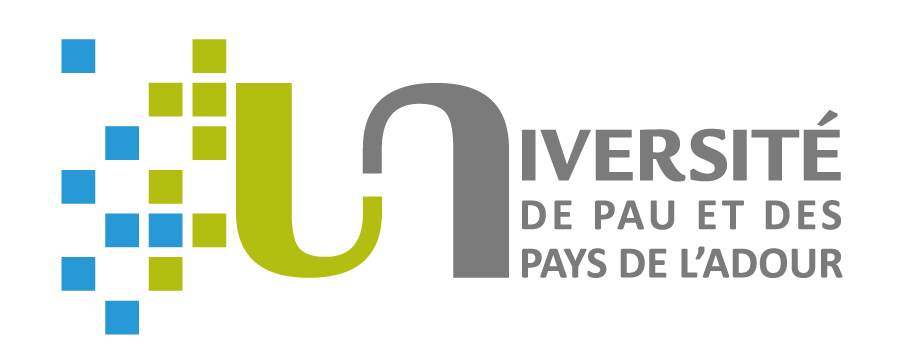 UNIVERSITÉ
DE PAU ET DES
PAYS DE L'ADOUR